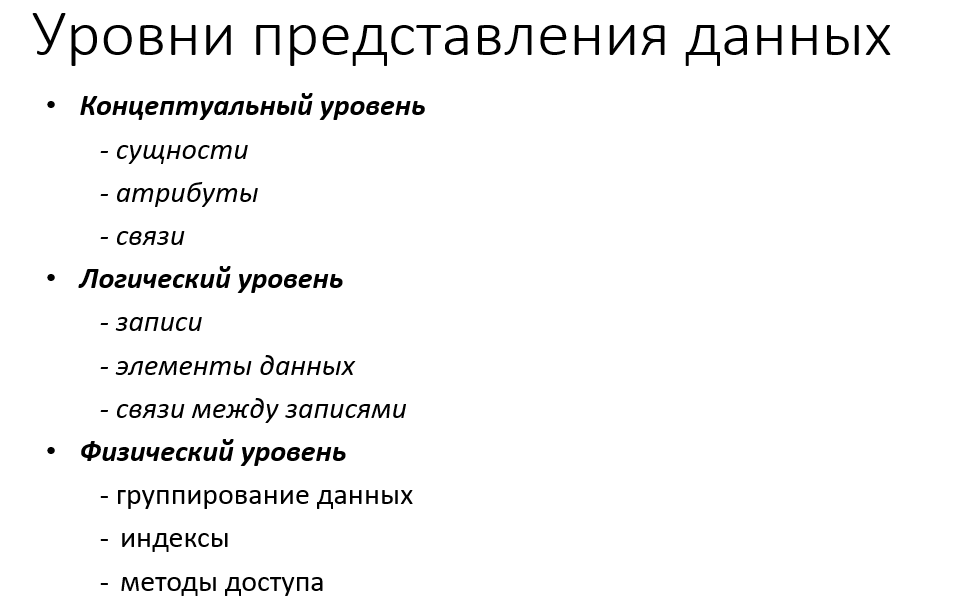 Уровни представления данных
• Концептуальный уровень
- сущности
- атрибуты
- связи
• Логический уровень
- записи
- элементы данных
- связи между записями
• Физический уровень
- группирование данных
- индексы
- методы доступа